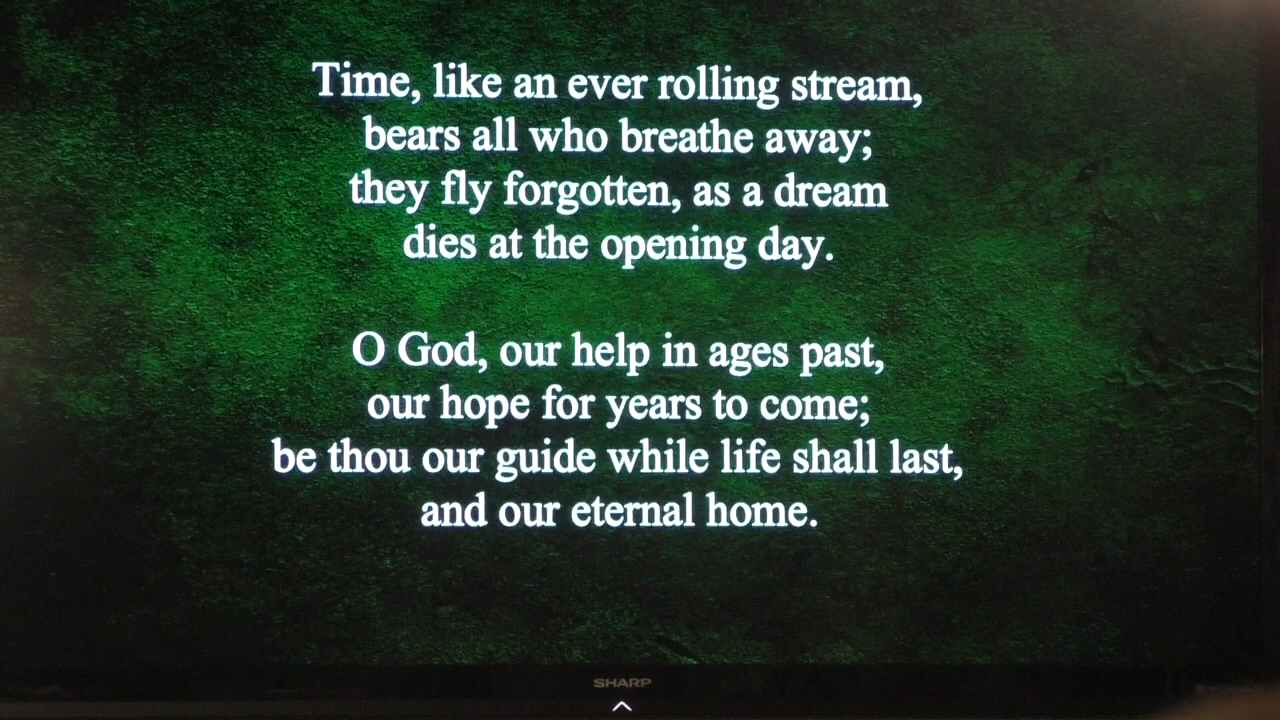 Time, like an ever rolling stream,
bears all who breathe away;
they fly forgotten, as a dream
dies at the opening day.
O God, our help in ages past,
our hope for years to come;
be thou our guide while life shall last,
and our eternal home.
SHARP